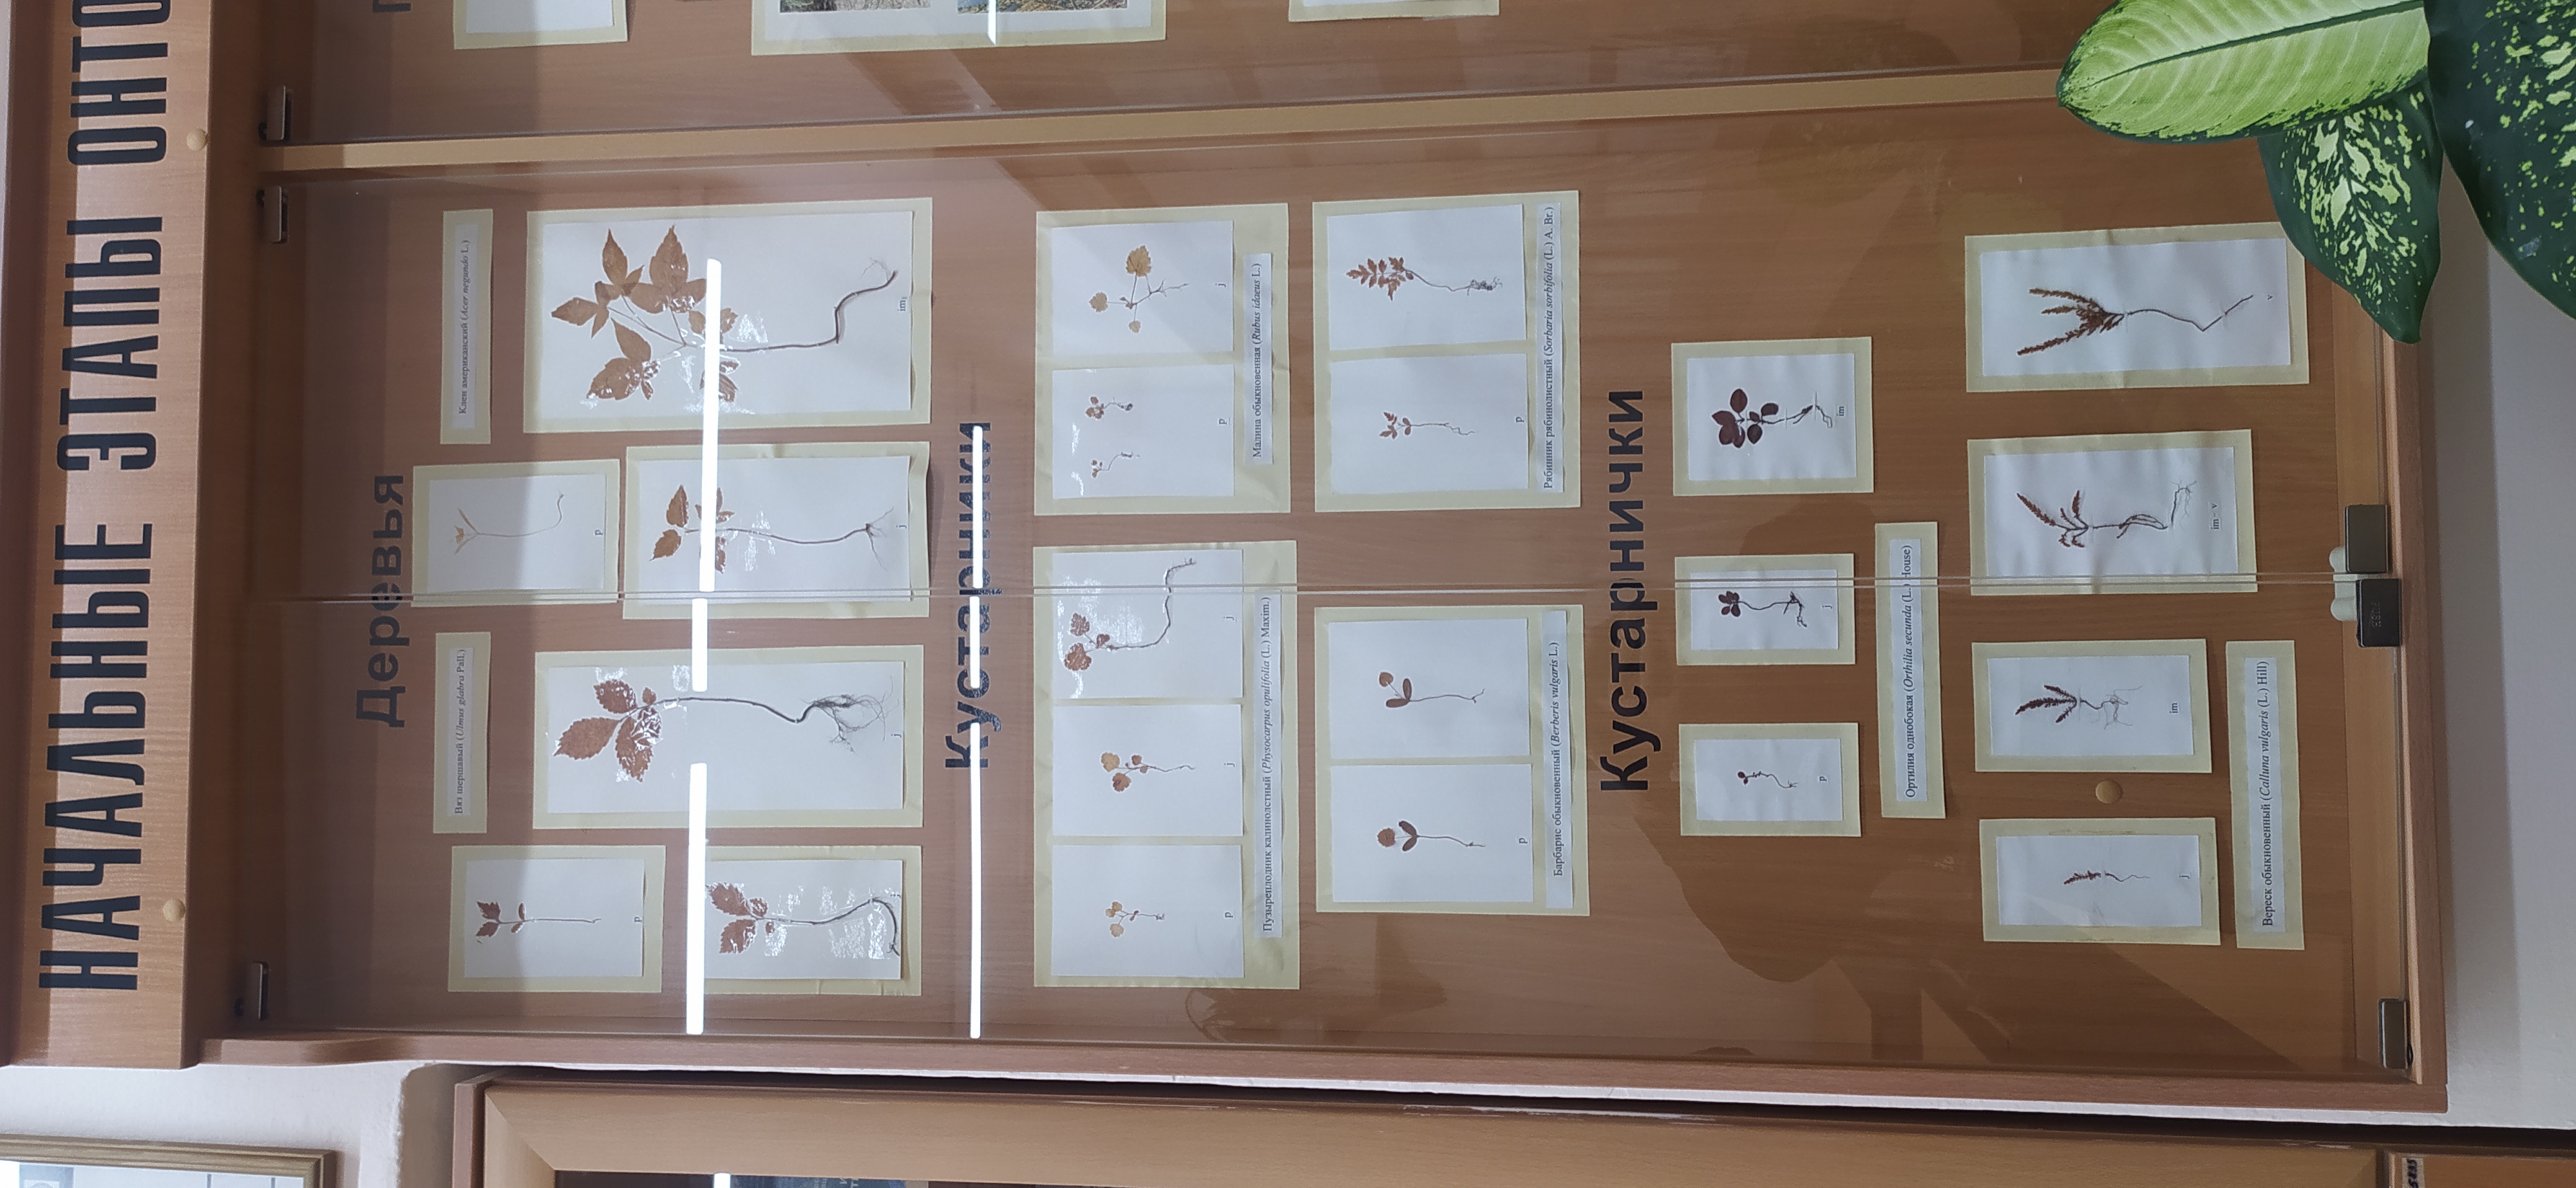 НАЧАЛЬНЫЕ ЭТАПЫ ОНТО
Деревья
Вяз шершавый (Ulmus glabra Pall.)
Клен американский (Acer negundo L.)
p
p
j
j
j
im₁
Кустарники
p
j
j
Пузыреплодник калинолстный (Physocarpus opulifolia (L.) Maxim.)
p
j
Малина обыкновенная (Rubus idaeus L.)
p
Барбарис обыкновенный (Berberis vulgaris L.)
p
Рябинник рябинолистный (Sorbaria sorbifolia (L.) A. Br.)
Кустарнички
p
j
im
Ортилия однобокая (Orthilia secunda (L.) House)
j
im
im - v
v
Вереск обыкновенный (Calluna vulgaris (L.) Hill)